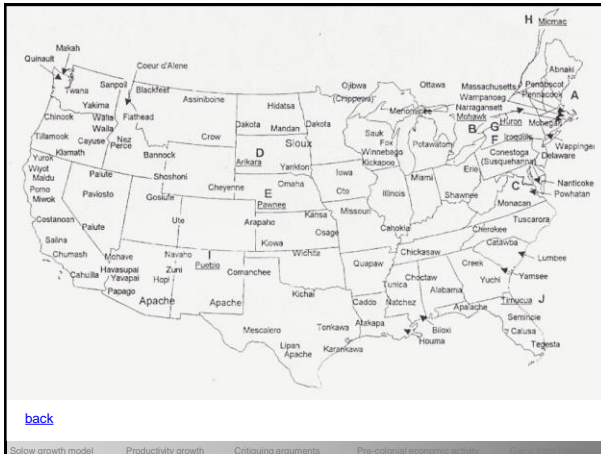 H Micmac
Makah
Quinault
Coeur d'Alene
Abnaki
Sanpoil
Blackfeet
Twana
Assiniboine
Ojibwa
(Chippewa)
Ottawa
Massachusetts
Penobscot
A
Wampanoag
Pennacook
Narragansett
Menominee
Mohawk
Yakima
Hidatsa
Chinook
Walla
Walla
Flathead
Dakota
Mandan
Dakota
Huron
Mohegan
B
G
F
Iroquois
Tillamook
Cayuse
Nez
Perce
Crow
Sioux
Sauk
Fox
Winnebago
Kickapoo
Potawatomi
Wappinger
Delaware
Klamath
Bannock
D
Arikara
Yankton
Erie
Conestoga
(Susquehanna)
Yurok
Wiyot
Maidu
Pomo
Miwok
Paiute
Shoshoni
Iowa
Miami
Cheyenne
Omaha
Oto
Illinois
Shawnee
C
Nanticoke
Powhatan
Paviosto
Gosiute
E
Pawnee
Monacan
Costanoan
Ute
Arapaho
Kansa
Missouri
Tuscarora
Paiute
Osage
Cahokia
Cherokee
Salina
Kiowa
Catawba
Chumash
Mohave
Navaho
Wichita
Chickasaw
Lumbee
Cahuilla
Havasupai
Yavapai
Zuni
Hopi
Pueblo
Comanchee
Quapaw
Creek
Yuchi
Yamsee
Papago
Choctaw
Tunica
Alabama
Kichai
Apache
Apache
Caddo
Natchez
Apalache
Timucua J
Seminole
Mescalero
Tonkawa
Atakapa
Biloxi
Calusa
Houma
Lipan
Apache
Karankawa
Tegesta
back
Solow growth model Productivity growth Critiquing arguments Pre-colonial economic activity